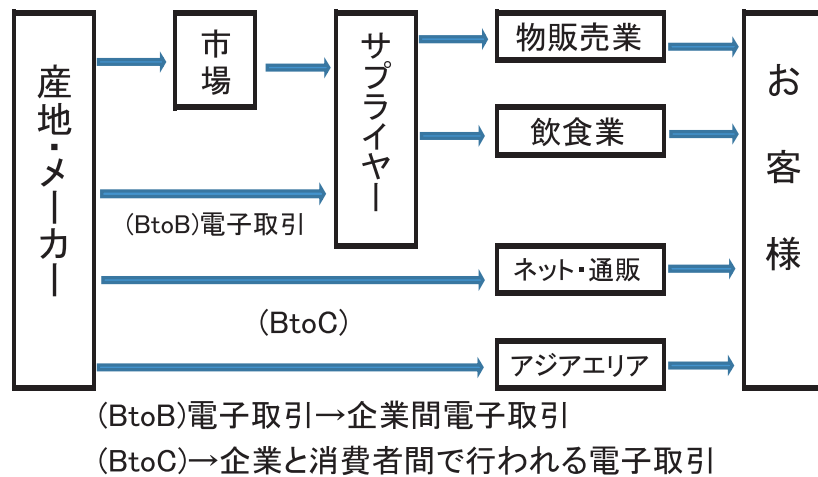 産地・メーカー
市場
サプライヤー
物販売業
飲食業
ネット・通販
アジアエリア
お客様
(BtoB)電子取引
(BtoC)
(BtoB)電子取引→企業間電子取引
(BtoC)→企業と消費者間で行われる電子取引